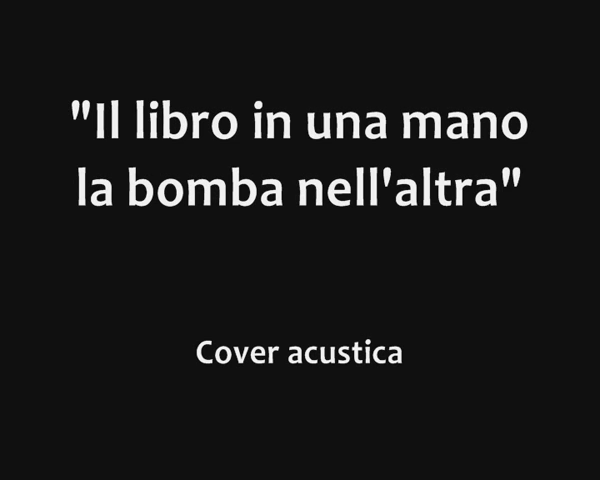 "Il libro in una mano
la bomba nell'altra"
Cover acustica